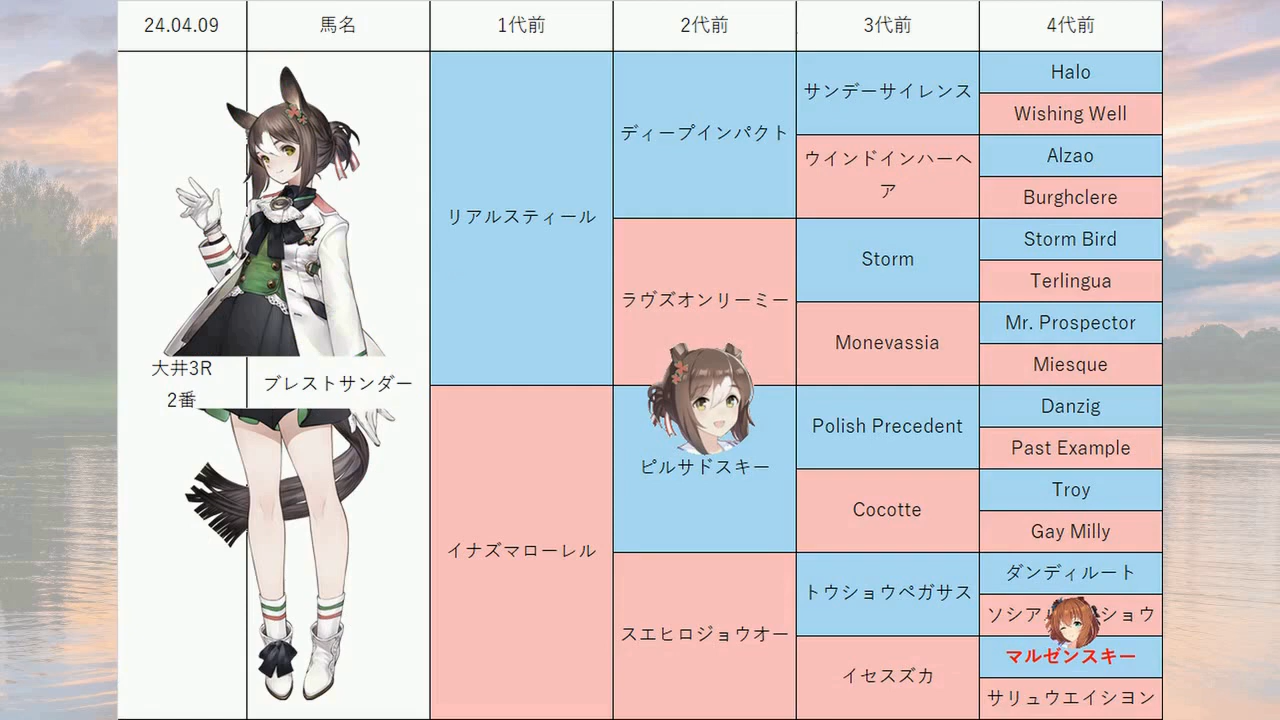 24.04.09
馬名
1代前
2代前
3代前
4代前
大井3R
2番
ブレストサンダー
リアルスティール
イナズマローレル
ディープインパクト
ラヴズオンリーミー
ピルサドスキー
スエヒロジョウオー
サンデーサイレンス
ウインドインハーヘ
ア
Storm
Monevassia
Polish Precedent
Cocotte
トウショウペガサス
イセスズカ
Halo
Wishing Well
Alzao
Burghclere
Storm Bird
Terlingua
Mr. Prospector
Miesque
Danzig
Past Example
Troy
Gay Milly
ダンディルート
ソシア ショウ
マルゼンスキー
サリュウエイシヨン